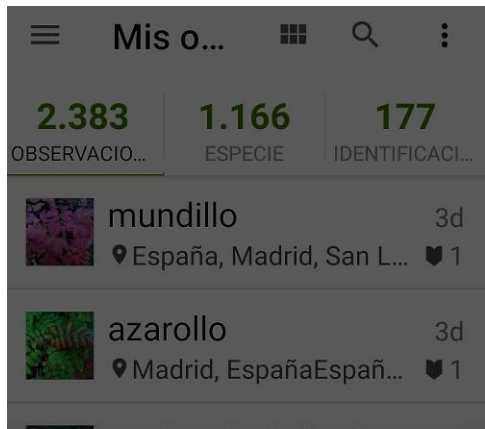 Mis o...
2.383 1.166 177
OBSERVACIO... ESPECIE IDENTIFICACI...
mundillo 3d
España, Madrid, San L... 1
azarollo 3d
Madrid, EspañaEspañ... 1